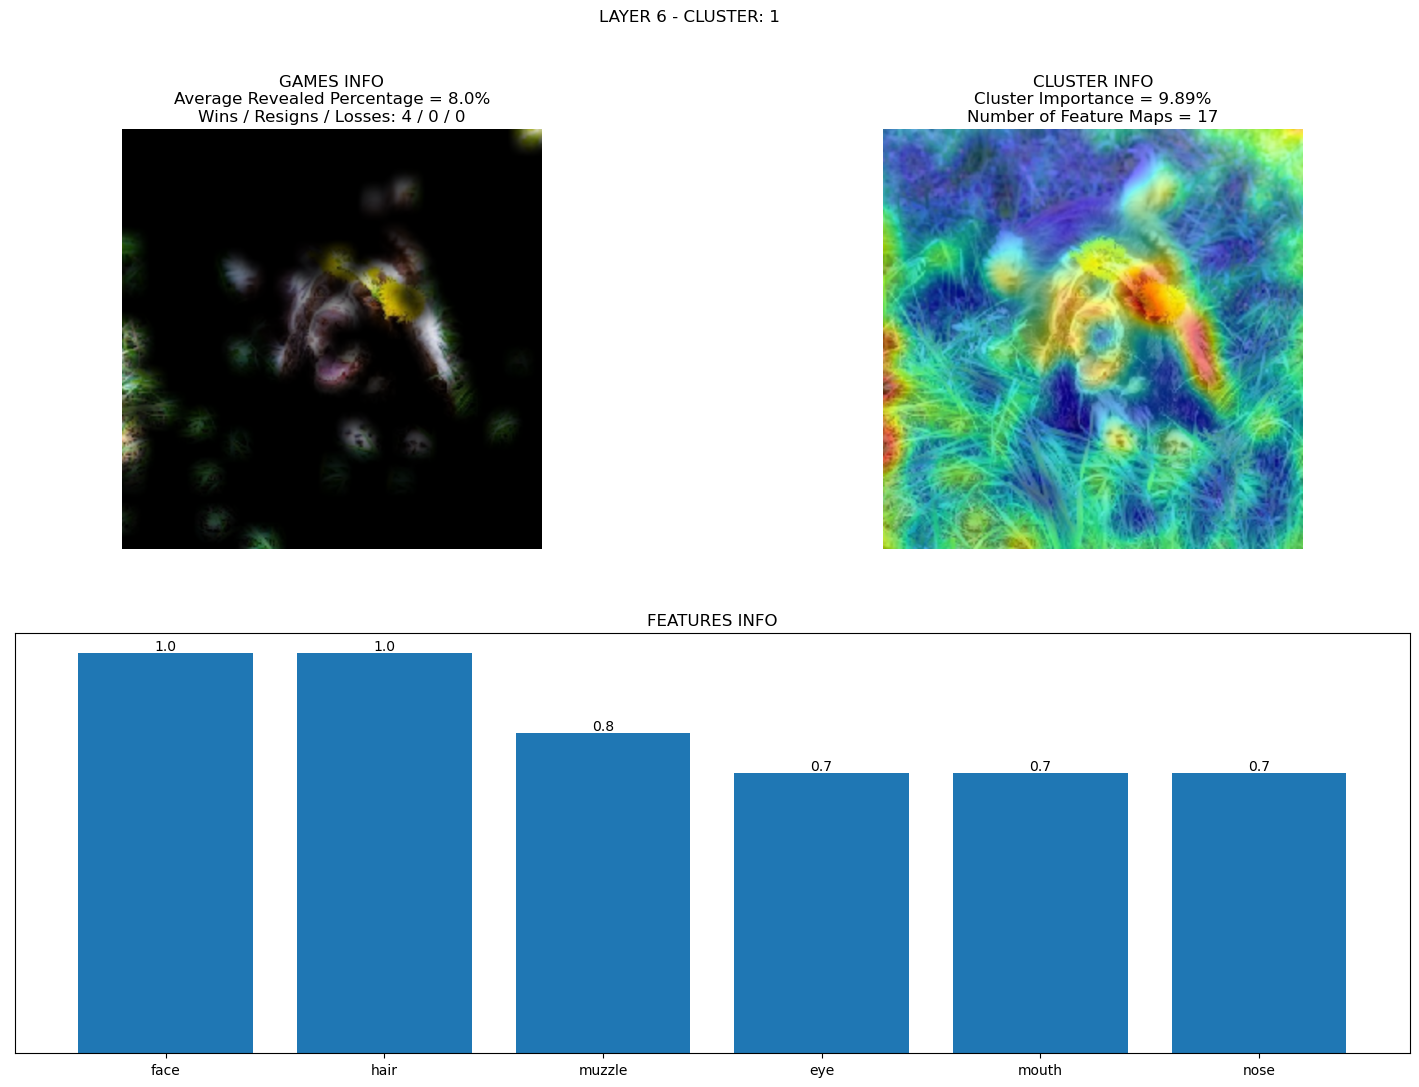 LAYER 6 - CLUSTER: 1
GAMES INFO
Average Revealed Percentage = 8.0%
Wins / Resigns / Losses: 4 / 0 / 0
CLUSTER INFO
Cluster Importance = 9.89%
Number of Feature Maps = 17
FEATURES INFO
1.0 1.0 0.8 0.7 0.7 0.7
face hair muzzle eye mouth nose